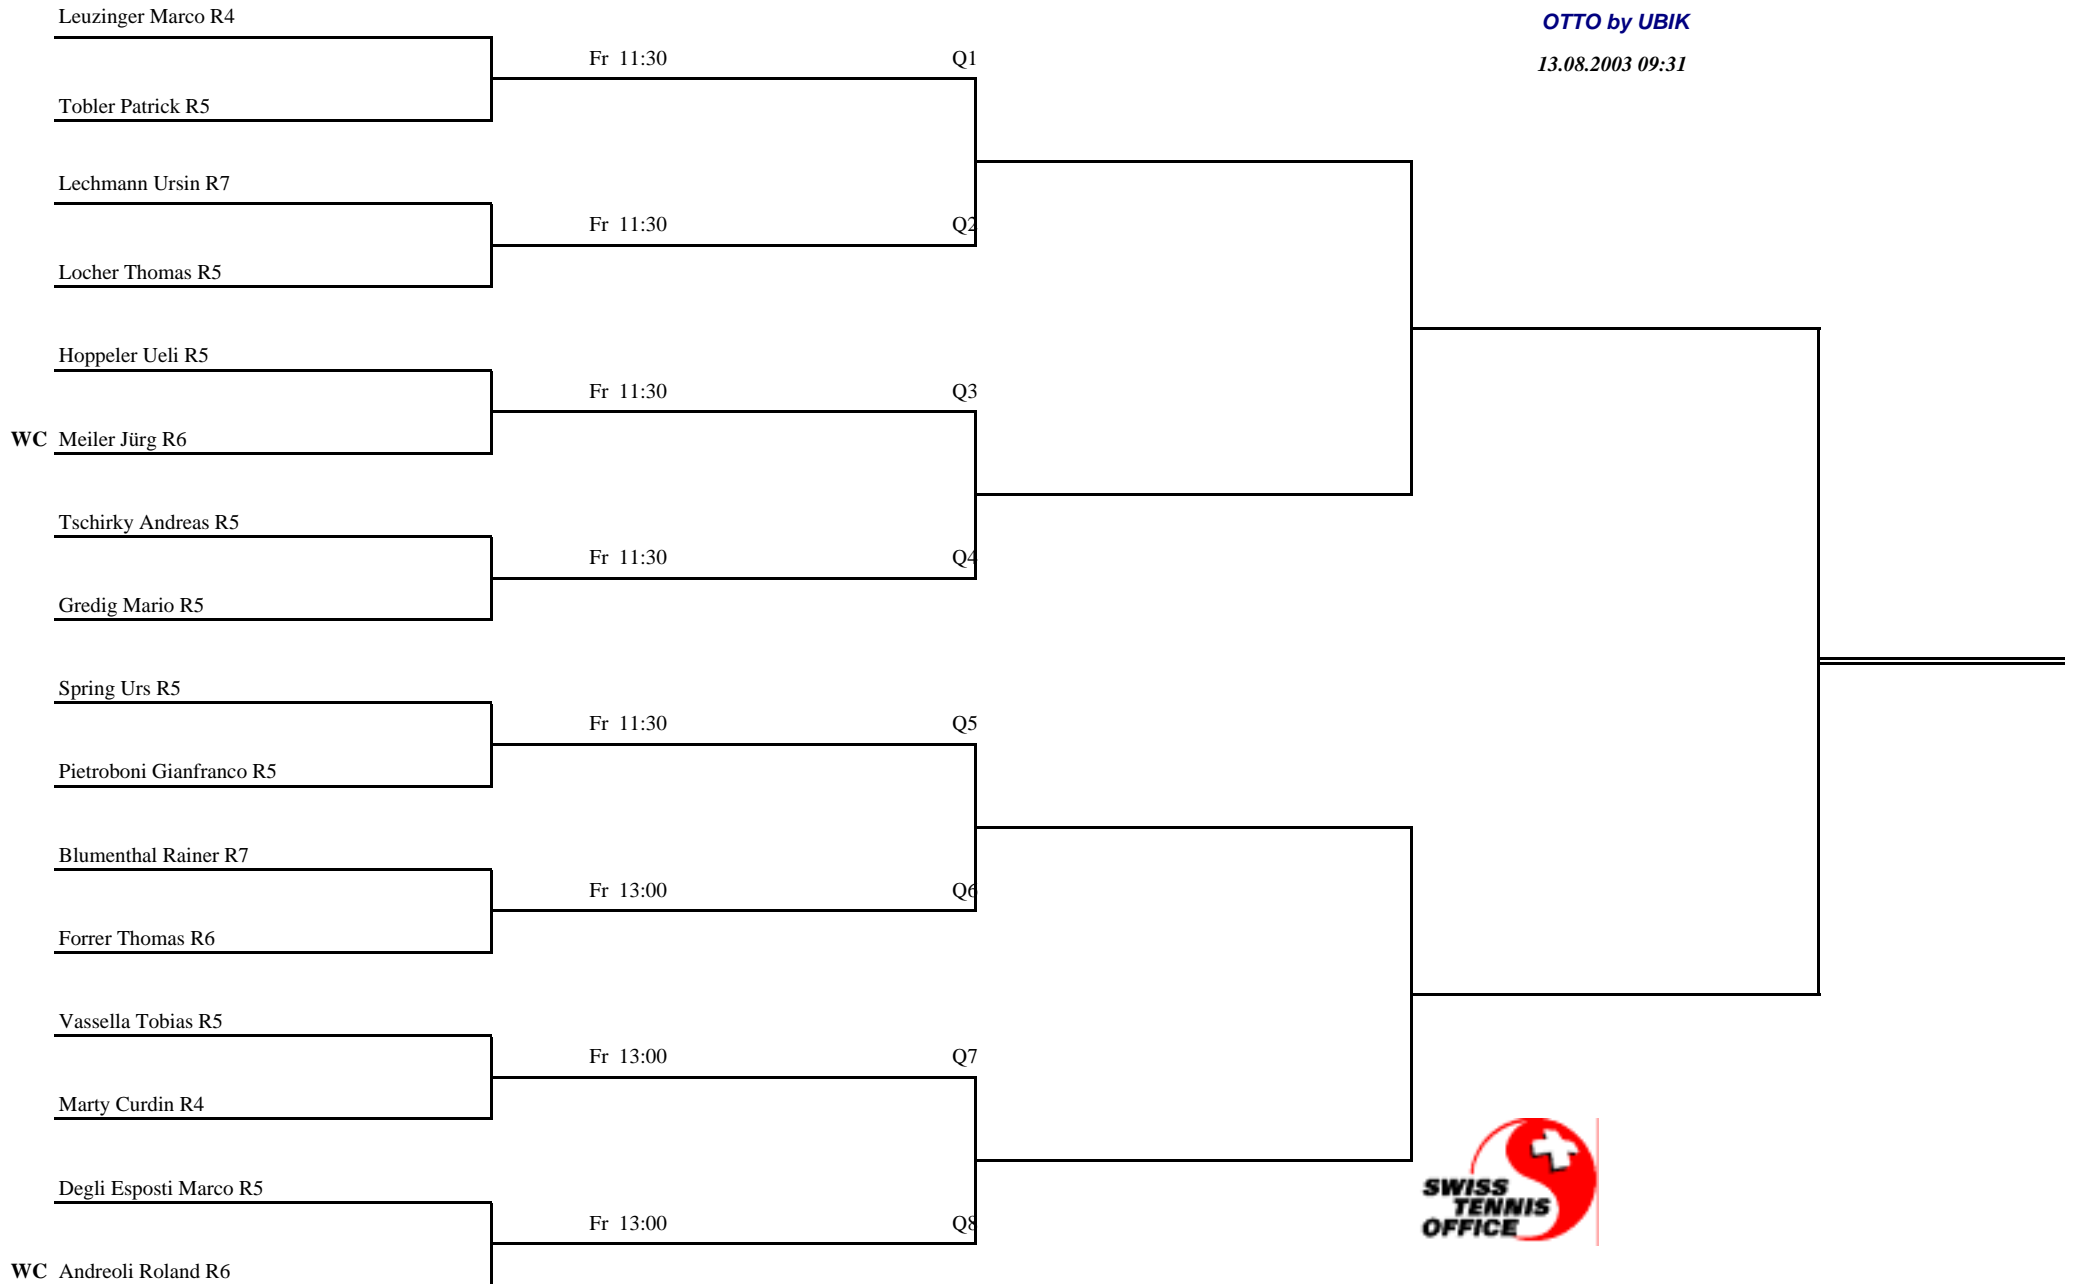 Leuzinger Marco R4
OTTO by UBIK
Fr 11:30 Q1
13.08.2003 09:31
Tobler Patrick R5
Lechmann Ursin R7
Fr 11:30 Q2
Locher Thomas R5
Hoppeler Ueli R5
Fr 11:30 Q3
WC Meiler Jürg R6
Tschirky Andreas R5
Fr 11:30 Q4
Gredig Mario R5
Spring Urs R5
Fr 11:30 Q5
Pietroboni Gianfranco R5
Blumenthal Rainer R7
Fr 13:00 Q6
Forrer Thomas R6
Vassella Tobias R5
Fr 13:00 Q7
Marty Curdin R4
Degli Esposti Marco R5
Fr 13:00 Q8
WC Andreoli Roland R6
SWISS
TENNIS
OFFICE